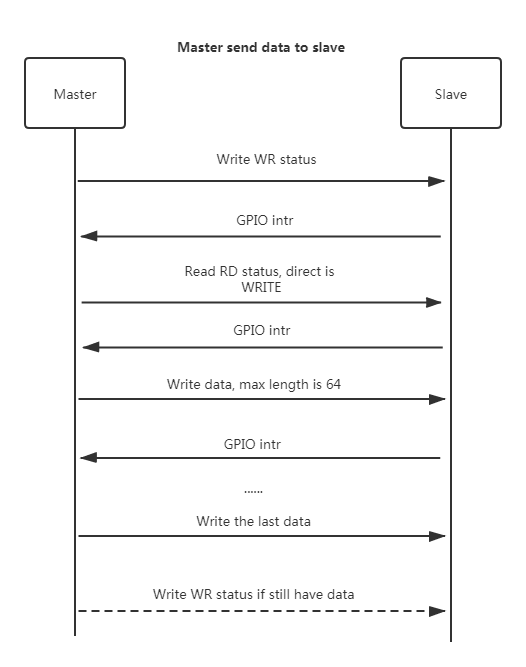 Master send data to slave
Master
Slave
Write WR status
GPIO intr
Read RD status, direct is
WRITE
GPIO intr
Write data, max length is 64
GPIO intr
......
Write the last data
Write WR status if still have data